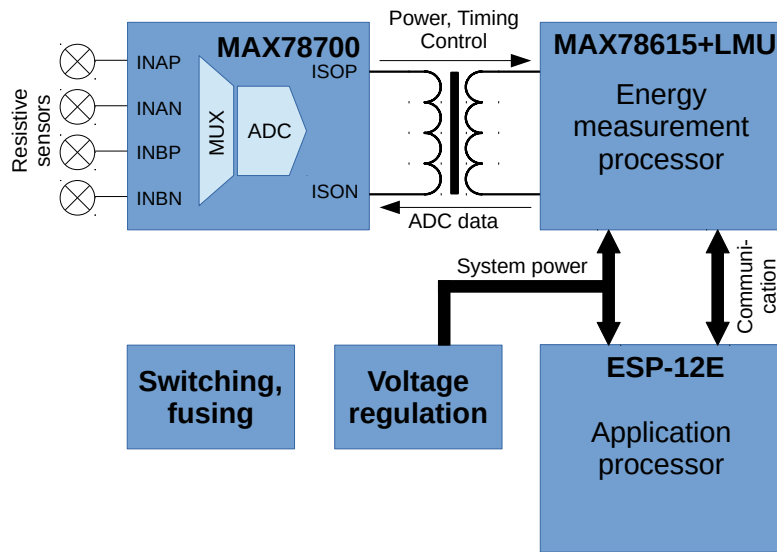 MAX78700
Power, Timing
Control
MAX78615+LMU
Resistive
sensors
INAP
INAN
INBP
INBN
MUX
ADC
ISOP
ISON
ADC data
Energy
measurement
processor
System power
Communi-
cation
Switching,
fusing
Voltage
regulation
ESP-12E
Application
processor